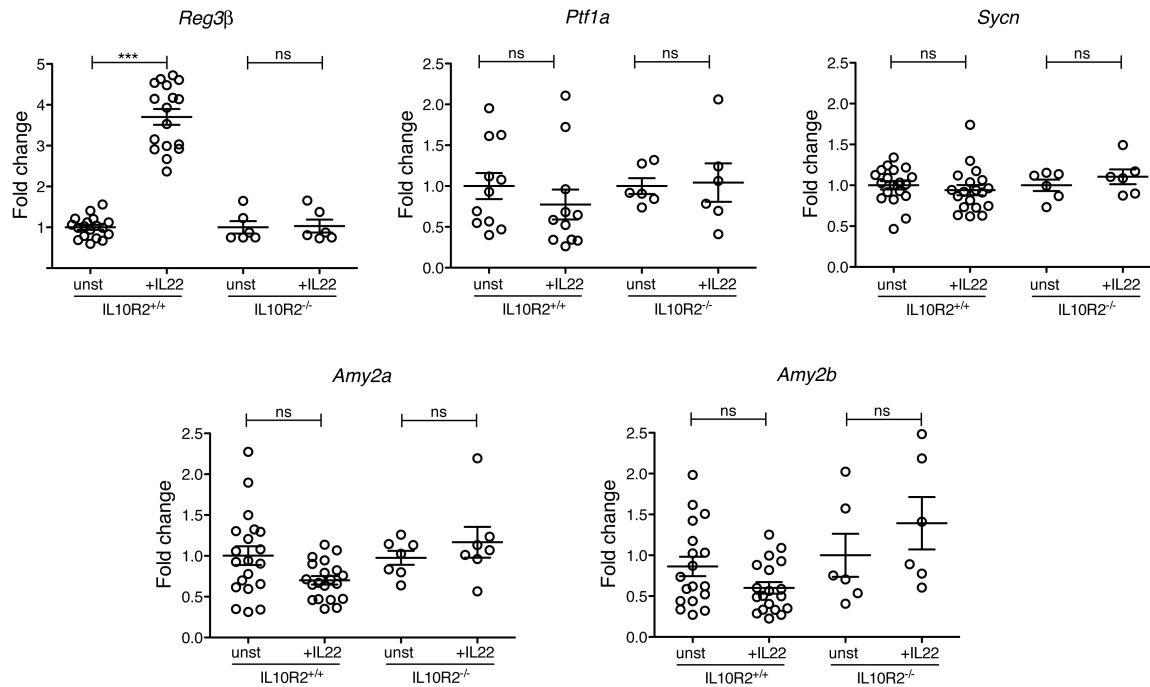 Reg3β
Ptf1a
Sycn
*** ns
ns ns
ns ns
Fold change
5
4
3
2
1
unst +IL22 unst +IL22
IL10R2+/+ IL10R2-/-
Fold change
2.5
2.0
1.5
1.0
0.5
0.0
unst +IL22 unst +IL22
IL10R2+/+ IL10R2-/-
Fold change
2.5
2.0
1.5
1.0
0.5
0.0
unst +IL22 unst +IL22
IL10R2+/+ IL10R2-/-
Amy2a
Amy2b
ns ns
ns ns
Fold change
2.5
2.0
1.5
1.0
0.5
0.0
unst +IL22 unst +IL22
IL10R2+/+ IL10R2-/-
Fold change
2.5
2.0
1.5
1.0
0.5
0.0
unst +IL22 unst +IL22
IL10R2+/+ IL10R2-/-